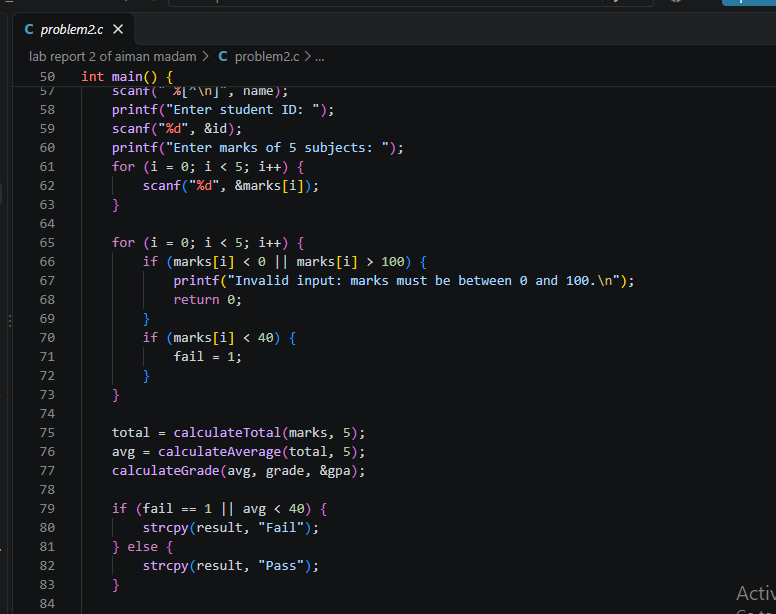 C problem2.c ×
lab report 2 of aiman madam > C problem2.c > ...
50 int main() {
57 scanf(" %[^\n]", name);
58 printf("Enter student ID: ");
59 scanf("%d", &id);
60 printf("Enter marks of 5 subjects: ");
61 for (i = 0; i < 5; i++) {
62 scanf("%d", &marks[i]);
63 }
64
65 for (i = 0; i < 5; i++) {
66 if (marks[i] < 0 || marks[i] > 100) {
67 printf("Invalid input: marks must be between 0 and 100.\n");
68 return 0;
69 }
70 if (marks[i] < 40) {
71 fail = 1;
72 }
73 }
74
75 total = calculateTotal(marks, 5);
76 avg = calculateAverage(total, 5);
77 calculateGrade(avg, grade, &gpa);
78
79 if (fail == 1 || avg < 40) {
80 strcpy(result, "Fail");
81 } else {
82 strcpy(result, "Pass");
83 }
84
Activ